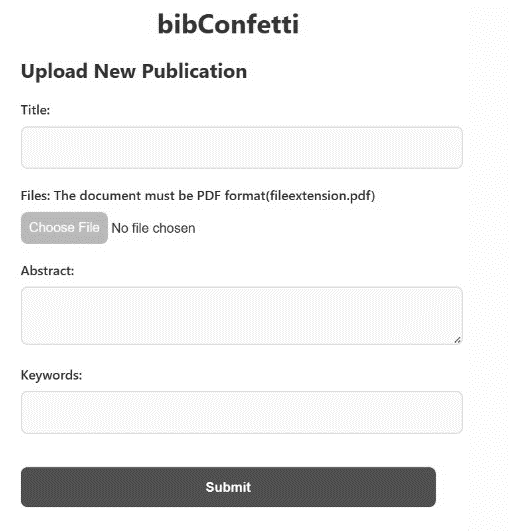 bibConfetti
Upload New Publication
Title:
Files: The document must be PDF format(fileextension.pdf)
Choose File No file chosen
Abstract:
Keywords:
Submit